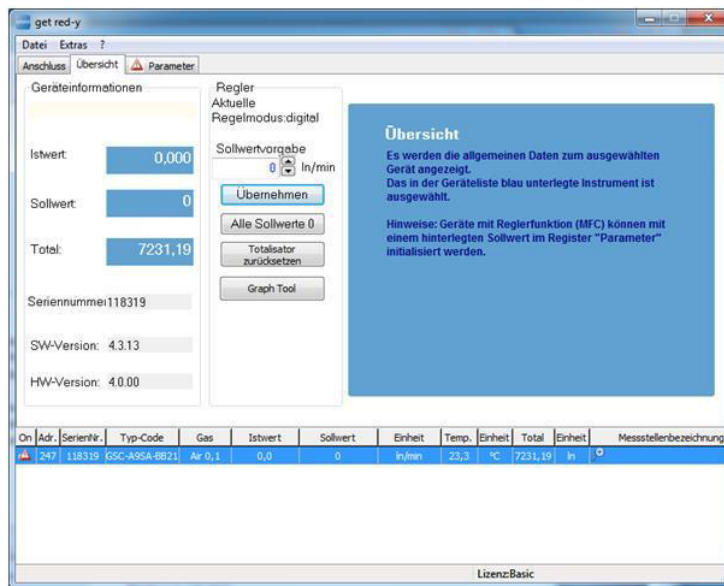 get red-y
Datei Extras ?
Anschluss Übersicht Parameter
Geräteinformationen
Istwert: 0,000
Sollwert: 0
Total: 7231,19
Seriennummer 118319
SW-Version: 4.3.13
HW-Version: 4.0.00
Regler
Aktuelle
Regelmodus:digital
Sollwertvorgabe
0 ln/min
Übernehmen
Alle Sollwerte 0
Totalisator
zurücksetzen
Graph Tool
Übersicht
Es werden die allgemeinen Daten zum ausgewählten
Gerät angezeigt.
Das in der Geräteliste blau unterlegte Instrument ist
ausgewählt.
Hinweise: Geräte mit Reglerfunktion (MFC) können mit
einem hinterlegten Sollwert im Register "Parameter"
initialisiert werden.
On Adr. SerienNr. Typ-Code Gas Istwert Sollwert Einheit Temp. Einheit Total Einheit Messstellenbezeichnung
247 118319 GSC-A9SA-BB21 Air 0,1 0,0 0 ln/min 23,3 °C 7231,19 ln
Lizenz:Basic